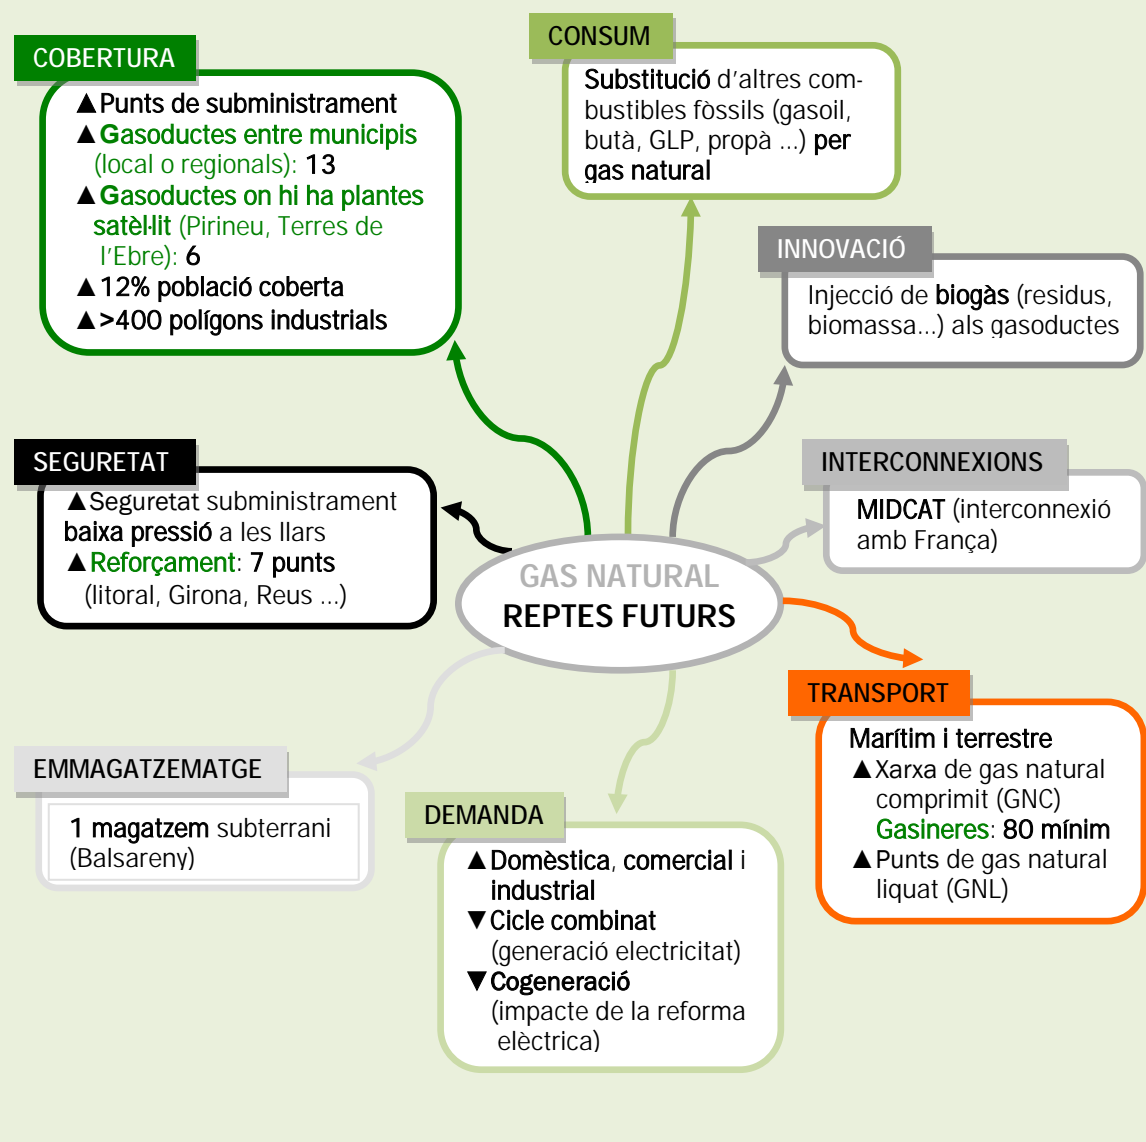 COBERTURA
▲Punts de subministrament
▲Gasoductes entre municipis
(local o regionals): 13
▲Gasoductes on hi ha plantes
satèl·lit (Pirineu, Terres de
l'Ebre): 6
▲12% població coberta
▲>400 polígons industrials
CONSUM
Substitució d'altres com-
bustibles fòssils (gasoil,
butà, GLP, propà ...) per
gas natural
INNOVACIÓ
Injecció de biogàs (residus,
biomassa...) als gasoductes
SEGURETAT
▲Seguretat subministrament
baixa pressió a les llars
▲Reforçament: 7 punts
(litoral, Girona, Reus ...)
INTERCONNEXIONS
MIDCAT (interconnexió
amb França)
GAS NATURAL
REPTES FUTURS
TRANSPORT
Marítim i terrestre
▲Xarxa de gas natural
comprimit (GNC)
Gasineres: 80 mínim
▲Punts de gas natural
liquat (GNL)
EMMAGATZEMATGE
1 magatzem subterrani
(Balsareny)
DEMANDA
▲Domèstica, comercial i
industrial
▼Cicle combinat
(generació electricitat)
▼Cogeneració
(impacte de la reforma
elèctrica)